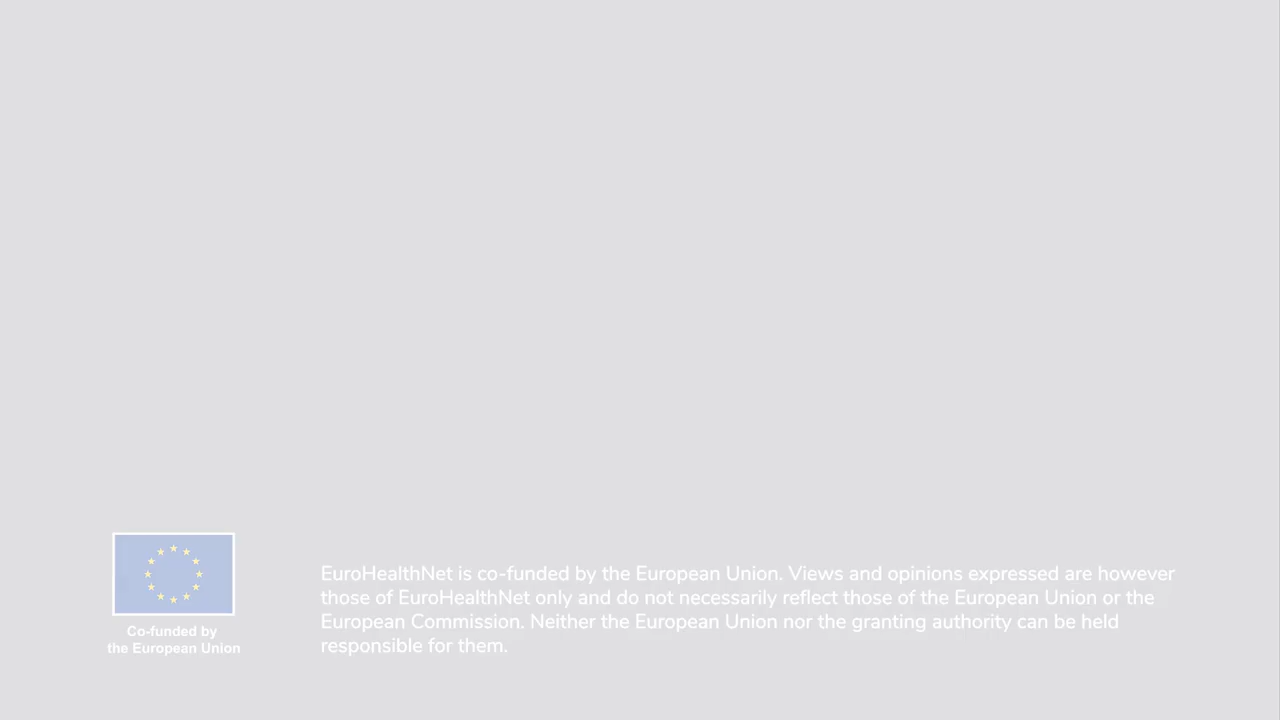 Co-funded by
the European Union
EuroHealthNet is co-funded by the European Union. Views and opinions expressed are however
those of EuroHealthNet only and do not necessarily reflect those of the European Union or the
European Commission. Neither the European Union nor the granting authority can be held
responsible for them.